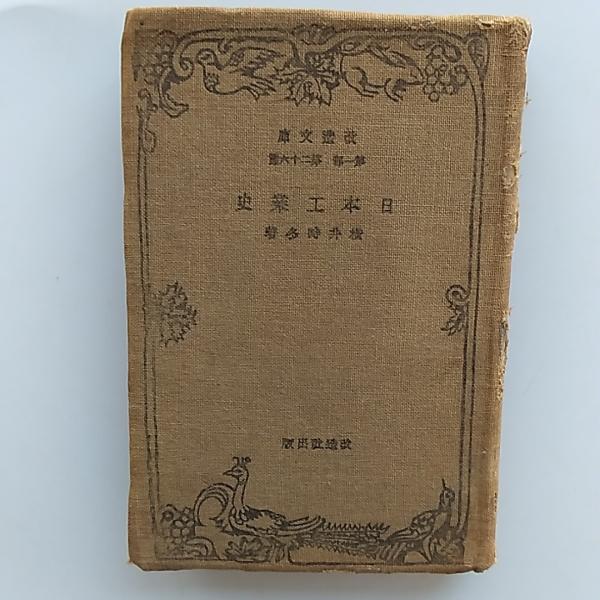 改造文庫
第一部 第二十六篇
日本工業史
横井時冬著
改造社出版